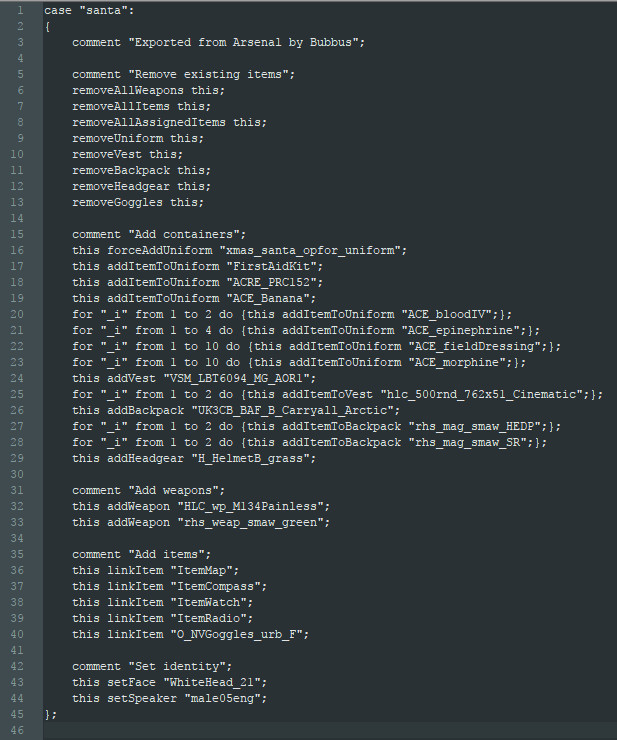 1 case "santa":
2 {
3 comment "Exported from Arsenal by Bubbus";
4
5 comment "Remove existing items";
6 removeAllWeapons this;
7 removeAllItems this;
8 removeAllAssignedItems this;
9 removeUniform this;
10 removeVest this;
11 removeBackpack this;
12 removeHeadgear this;
13 removeGoggles this;
14
15 comment "Add containers";
16 this forceAddUniform "xmas_santa_opfor_uniform";
17 this addItemToUniform "FirstAidKit";
18 this addItemToUniform "ACRE_PRC152";
19 this addItemToUniform "ACE_Banana";
20 for "_i" from 1 to 2 do {this addItemToUniform "ACE_bloodIV";};
21 for "_i" from 1 to 4 do {this addItemToUniform "ACE_epinephrine";};
22 for "_i" from 1 to 10 do {this addItemToUniform "ACE_fieldDressing";};
23 for "_i" from 1 to 10 do {this addItemToUniform "ACE_morphine";};
24 this addVest "VSM_LBT6094_MG_AOR1";
25 for "_i" from 1 to 2 do {this addItemToVest "hlc_500rnd_762x51_Cinematic";};
26 this addBackpack "UK3CB_BAF_B_Carryall_Arctic";
27 for "_i" from 1 to 2 do {this addItemToBackpack "rhs_mag_smaw_HEDP";};
28 for "_i" from 1 to 2 do {this addItemToBackpack "rhs_mag_smaw_SR";};
29 this addHeadgear "H_HelmetB_grass";
30
31 comment "Add weapons";
32 this addWeapon "HLC_wp_M134Painless";
33 this addWeapon "rhs_weap_smaw_green";
34
35 comment "Add items";
36 this linkItem "ItemMap";
37 this linkItem "ItemCompass";
38 this linkItem "ItemWatch";
39 this linkItem "ItemRadio";
40 this linkItem "O_NVGoggles_urb_F";
41
42 comment "Set identity";
43 this setFace "WhiteHead_21";
44 this setSpeaker "male05eng";
45 };
46